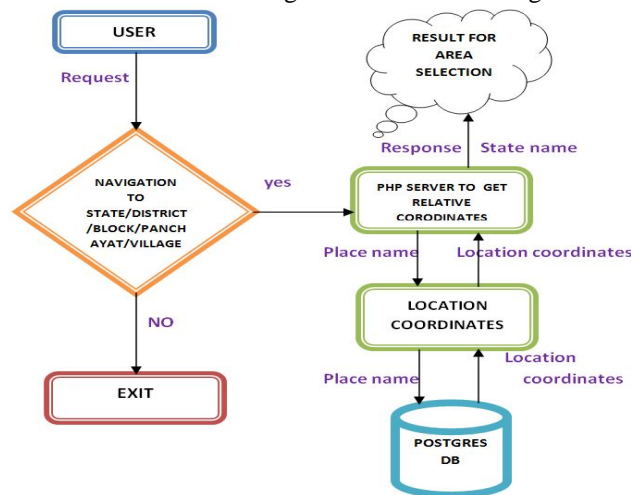 USER
Request
NAVIGATION
TO
STATE/DISTRICT
/BLOCK/PANCH
AYAT/VILLAGE
NO
EXIT
yes
RESULT FOR
AREA
SELECTION
Response State name
PHP SERVER TO GET
RELATIVE
CORODINATES
Place name Location coordinates
LOCATION
COORDINATES
Place name Location
coordinates
POSTGRES
DB